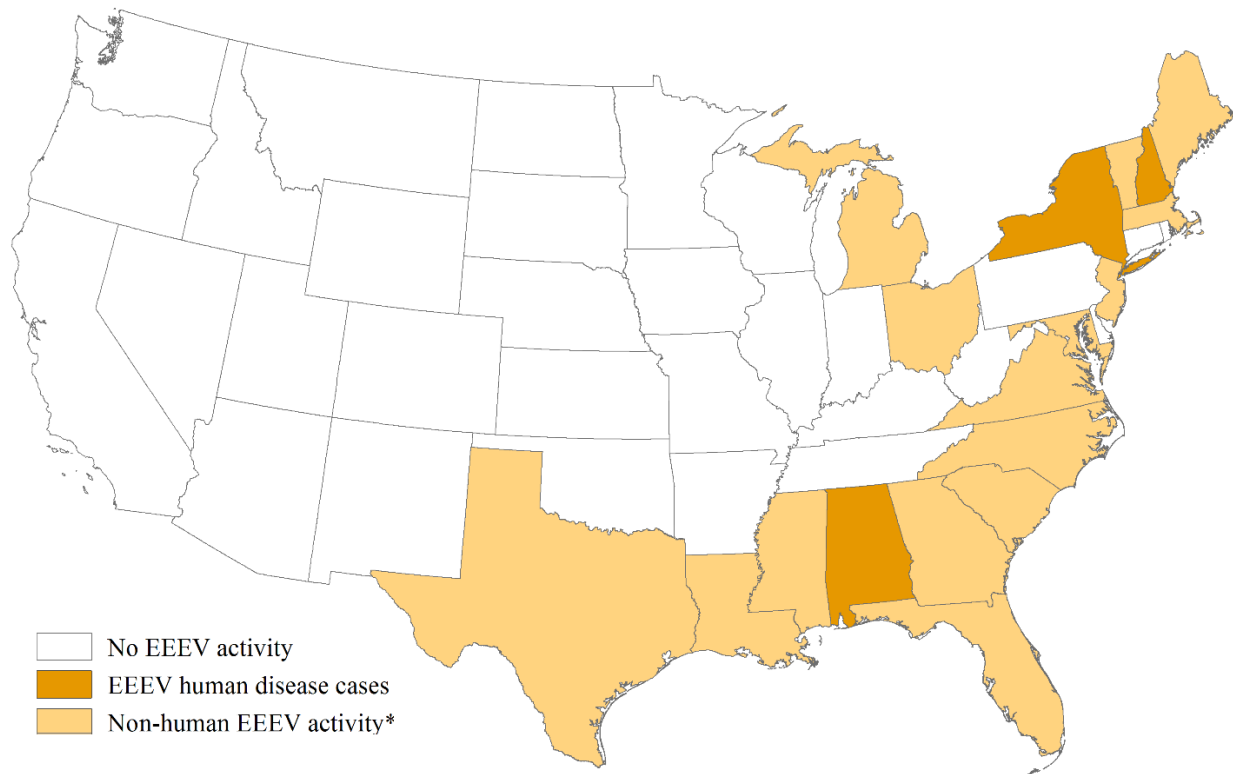 No EEEV activity
EEEV human disease cases
Non-human EEEV activity*